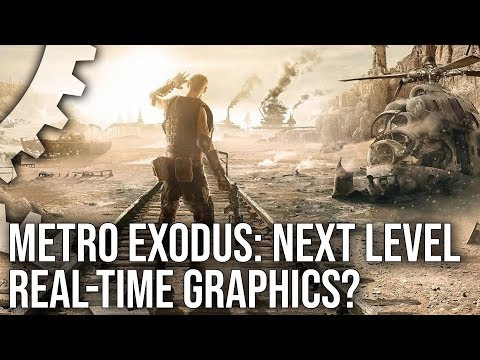 METRO EXODUS: NEXT LEVEL
REAL-TIME GRAPHICS?